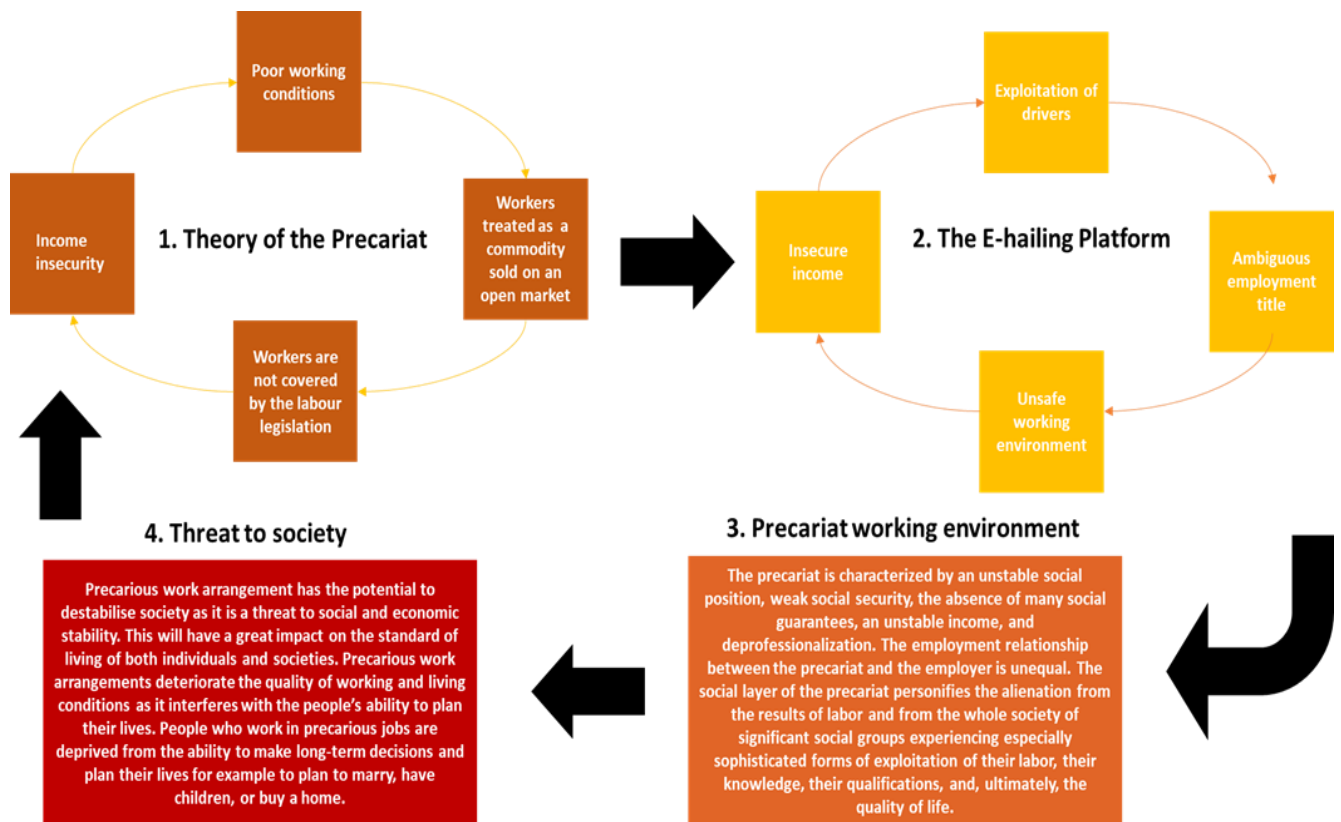 Poor working
conditions
Income
insecurity
1. Theory of the Precariat
Workers
treated as a
commodity
sold on an
open market
Workers are
not covered
by the labour
legislation
Exploitation of
drivers
Insecure
income
2. The E-hailing Platform
Ambiguous
employment
title
Unsafe
working
environment
3. Precariat working environment
The precariat is characterized by an unstable social
position, weak social security, the absence of many social
guarantees, an unstable income, and
deprofessionalization. The employment relationship
between the precariat and the employer is unequal. The
social layer of the precariat personifies the alienation from
the results of labor and from the whole society of
significant social groups experiencing especially
sophisticated forms of exploitation of their labor, their
knowledge, their qualifications, and, ultimately, the
quality of life.
4. Threat to society
Precarious work arrangement has the potential to
destabilise society as it is a threat to social and economic
stability. This will have a great impact on the standard of
living of both individuals and societies. Precarious work
arrangements deteriorate the quality of working and living
conditions as it interferes with the people's ability to plan
their lives. People who work in precarious jobs are
deprived from the ability to make long-term decisions and
plan their lives for example to plan to marry, have
children, or buy a home.